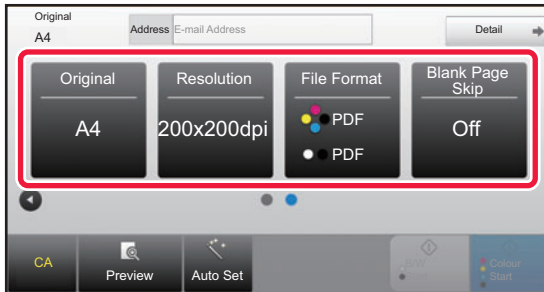 Original
A4
Address E-mail Address
Detail
Original
A4
Resolution
200x200dpi
File Format
PDF
PDF
Blank Page
Skip
Off
CA
Preview
Auto Set
B/W
Start
Colour
Start